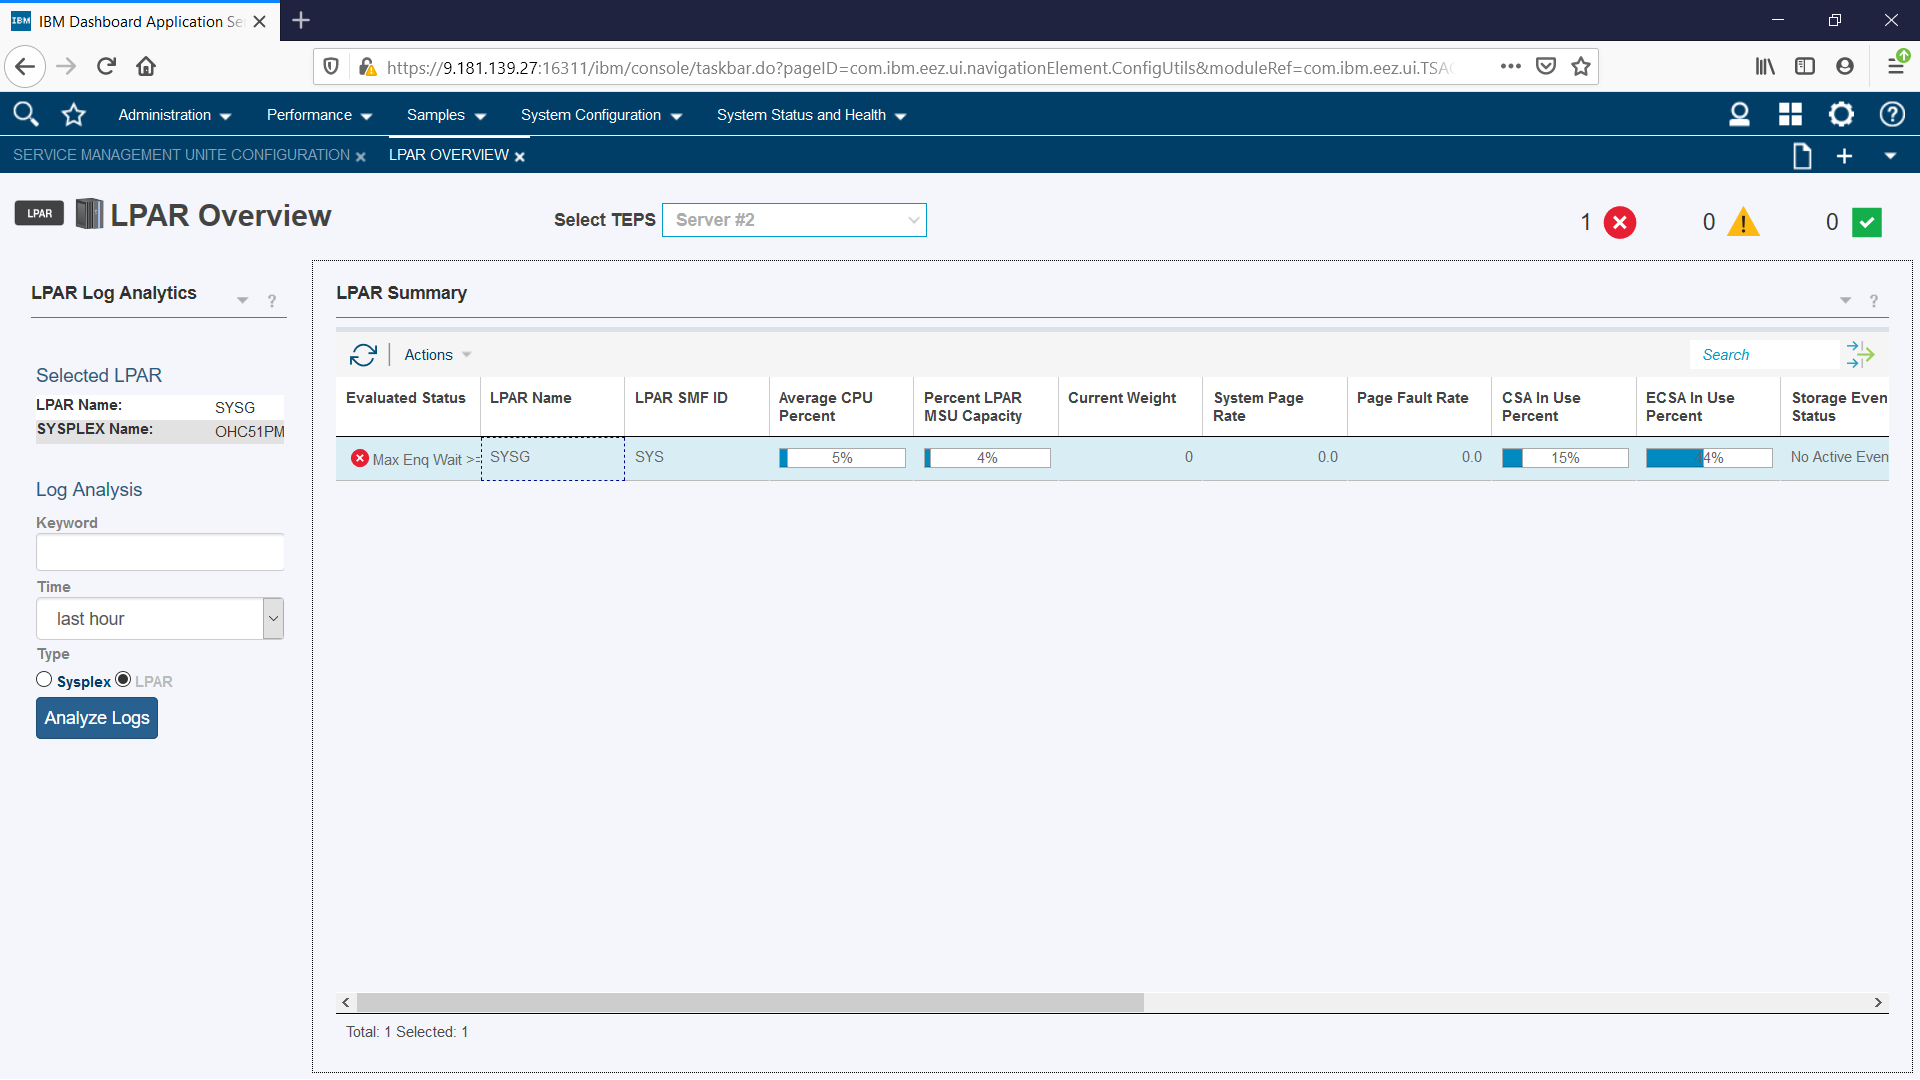 IBM Dashboard Application Se
https://9.181.139.27:16311/ibm/console/taskbar.do?pageID=com.ibm.eez.ui.navigationElement.ConfigUtils&moduleRef=com.ibm.eez.ui.TSA
Administration Performance Samples System Configuration System Status and Health
SERVICE MANAGEMENT UNITE CONFIGURATION LPAR OVERVIEW
LPAR LPAR Overview Select TEPS Server #2 1 0 0
LPAR Log Analytics ?
LPAR Summary ?
Selected LPAR
LPAR Name: SYSG
SYSPLEX Name: OHC51PM
Log Analysis
Keyword
Time
last hour
Type
Sysplex LPAR
Analyze Logs
Actions Search
Evaluated Status LPAR Name LPAR SMF ID Average CPU Percent Percent LPAR MSU Capacity Current Weight System Page Rate Page Fault Rate CSA In Use Percent ECSA In Use Percent Storage Even Status
Max Enq Wait >= SYSG SYS 5% 4% 0 0.0 0.0 15% 44% No Active Even
Total: 1 Selected: 1